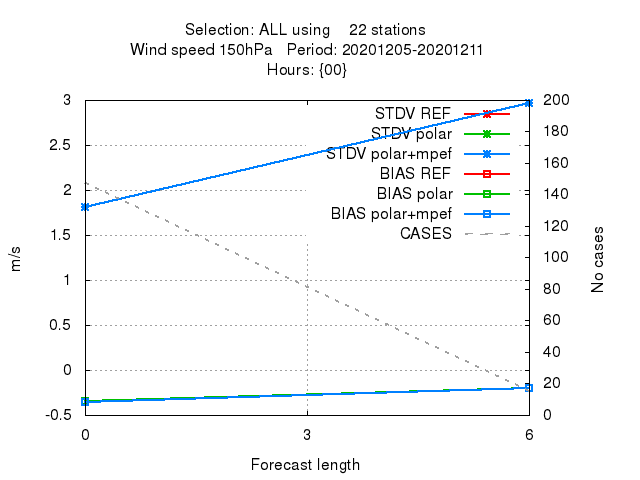 Selection: ALL using 22 stations
Wind speed 150hPa Period: 20201205-20201211
Hours: {00}
3 200
STDV REF
180
STDV polar
2.5
STDV polar+mpef 160
BIAS REF
2 140
BIAS polar
BIAS polar+mpef
120
1.5 CASES
m/s
100
No cases
1
80
0.5 60
40
0
20
-0.5 0
0 3 6
Forecast length